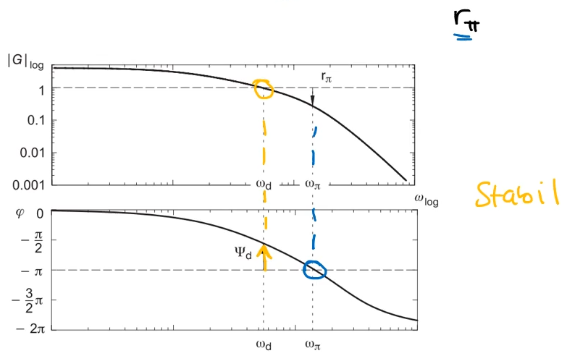 r_π
|G|log
r_π
1
0.1
0.01
0.001
ω_d
ω_π
ω_log
Stabil
φ
0
− π/2
Ψ_d
− π
− 3/2 π
− 2π
ω_d
ω_π